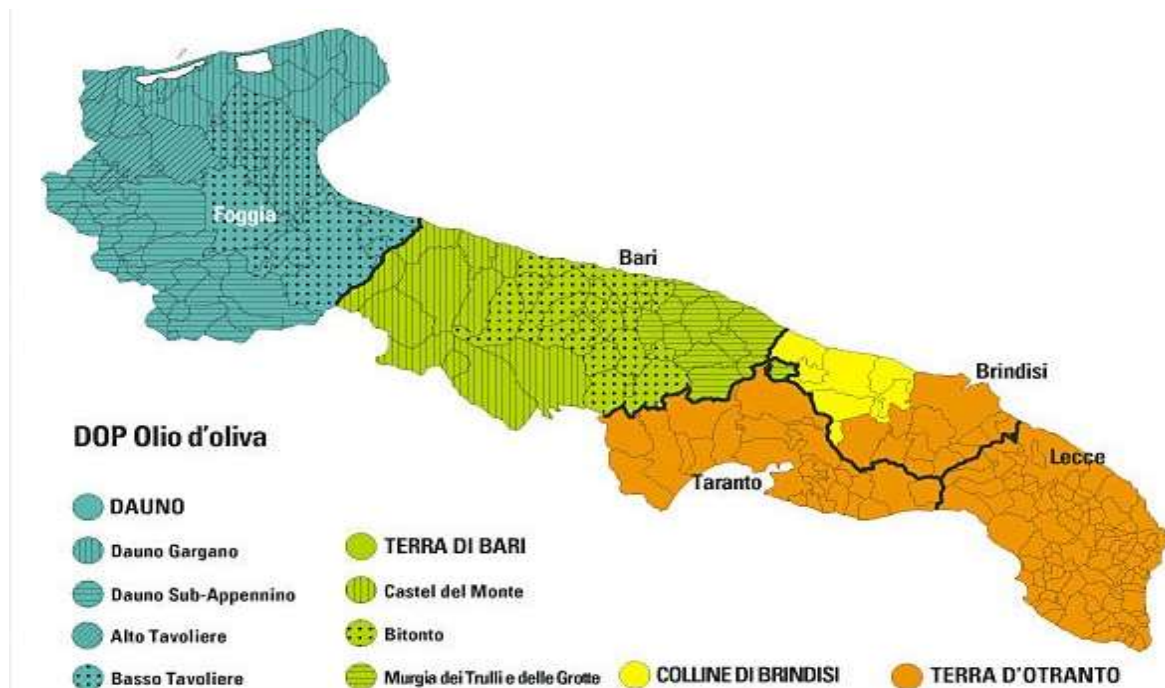 Foggia
Bari
Brindisi
Lecce
Taranto
DOP Olio d'oliva
DAUNO
Dauno Gargano
Dauno Sub-Appennino
Alto Tavoliere
Basso Tavoliere
TERRA DI BARI
Castel del Monte
Bitonto
Murgia dei Trulli e delle Grotte
COLLINE DI BRINDISI
TERRA D'OTRANTO